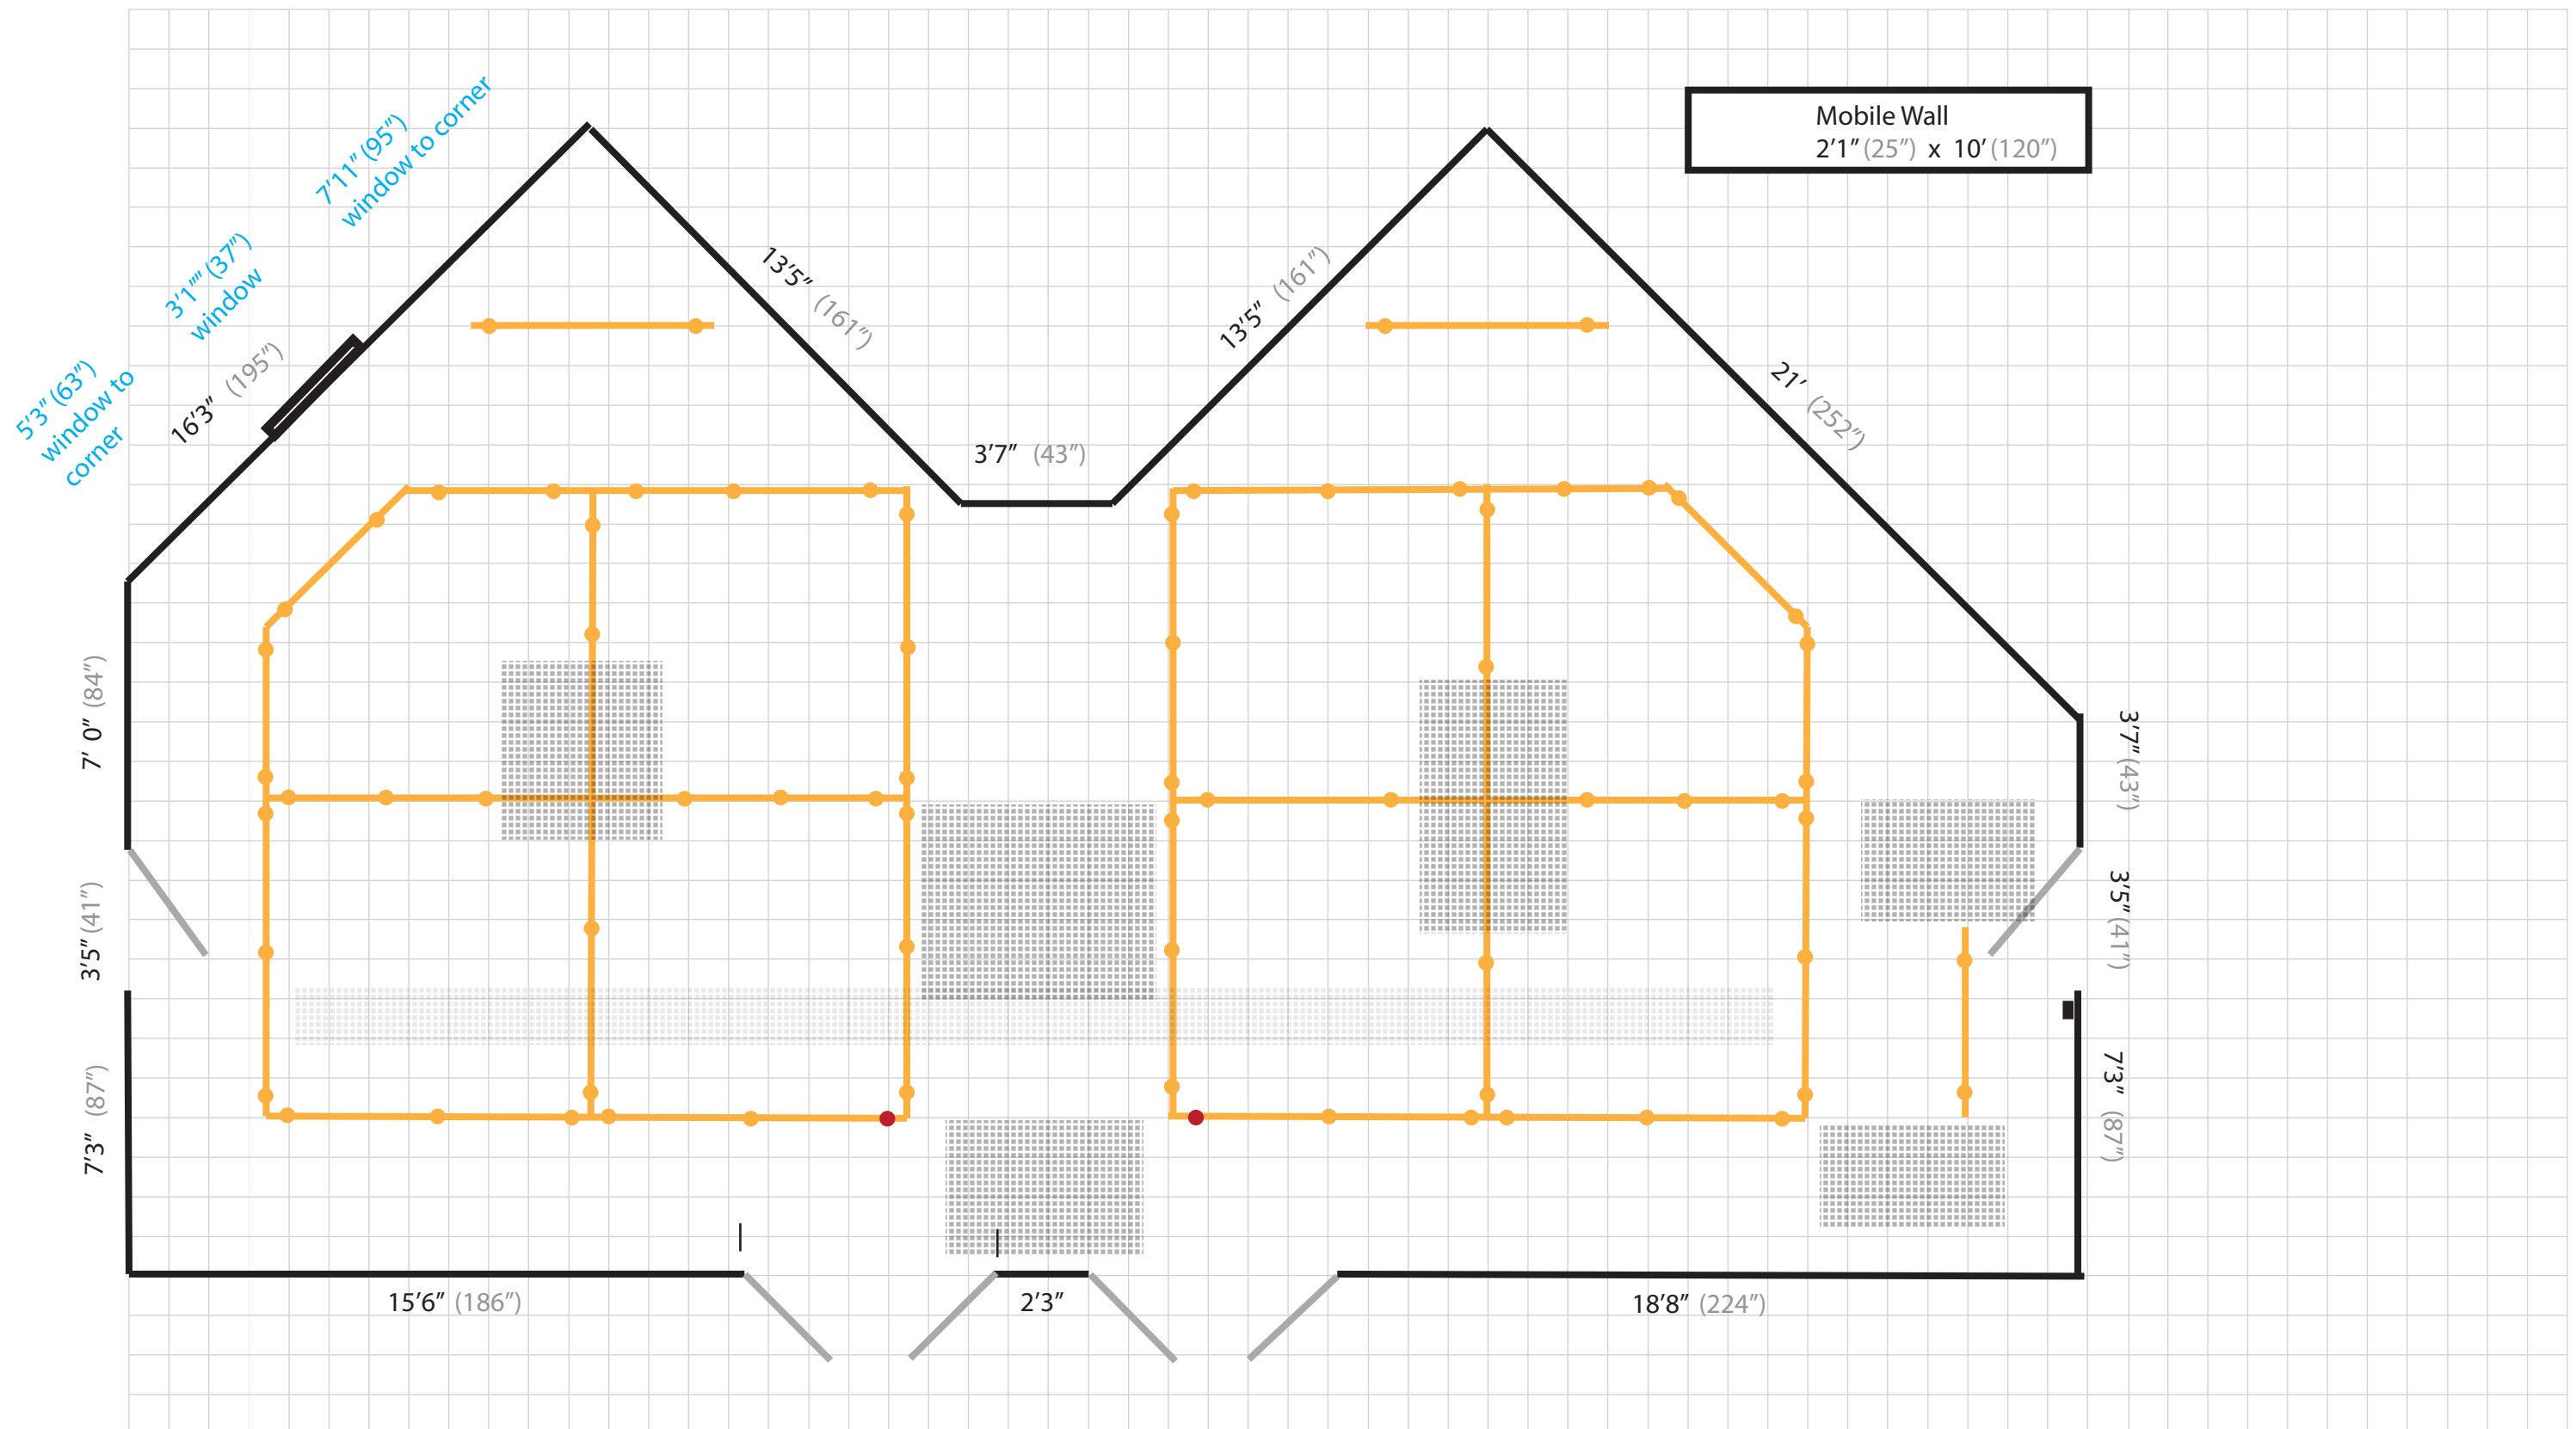 Mobile Wall
2’1” (25”) x 10’ (120”)
7’11” (95”)
window to corner
3’1”” (37”)
window
5’3” (63”)
window to
corner
16’3” (195”)
13’5” (161”)
3’7” (43”)
13’5” (161”)
21’ (252”)
7’ 0” (84”)
3’5” (41”)
7’3” (87”)
3’7” (43”)
3’5” (41”)
7’3” (87”)
15’6” (186”)
2’3”
18’8” (224”)